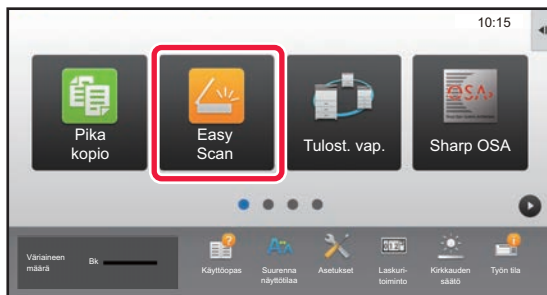 10:15
Pika
kopio
Easy
Scan
Tulost. vap.
Sharp OSA
Väriaineen
määrä
Bk
Käyttöopas
Suurenna
näyttötilaa
Asetukset
Laskuri-
toiminto
Kirkkauden
säätö
Työn tila